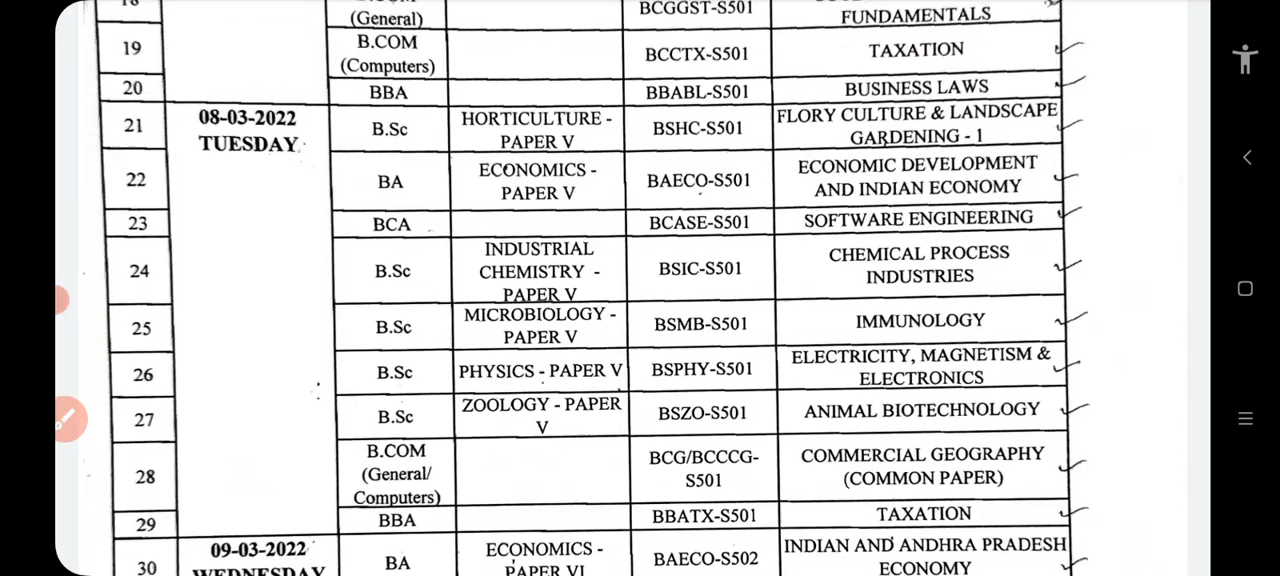 18
(General)
BCGGST-S501
FUNDAMENTALS
19
B.COM
(Computers)
BCCTX-S501
TAXATION
20
BBA
BBABL-S501
BUSINESS LAWS
08-03-2022
TUESDAY
21
B.Sc
HORTICULTURE -
PAPER V
BSHC-S501
FLORY CULTURE & LANDSCAPE
GARDENING - 1
22
BA
ECONOMICS -
PAPER V
BAECO-S501
ECONOMIC DEVELOPMENT
AND INDIAN ECONOMY
23
BCA
BCASE-S501
SOFTWARE ENGINEERING
24
B.Sc
INDUSTRIAL
CHEMISTRY -
PAPER V
BSIC-S501
CHEMICAL PROCESS
INDUSTRIES
25
B.Sc
MICROBIOLOGY -
PAPER V
BSMB-S501
IMMUNOLOGY
26
B.Sc
PHYSICS - PAPER V
BSPHY-S501
ELECTRICITY, MAGNETISM &
ELECTRONICS
27
B.Sc
ZOOLOGY - PAPER
V
BSZO-S501
ANIMAL BIOTECHNOLOGY
28
B.COM
(General/
Computers)
BCG/BCCCG-
S501
COMMERCIAL GEOGRAPHY
(COMMON PAPER)
29
BBA
BBATX-S501
TAXATION
09-03-2022
WEDNESDAY
30
BA
ECONOMICS -
PAPER VI
BAECO-S502
INDIAN AND ANDHRA PRADESH
ECONOMY